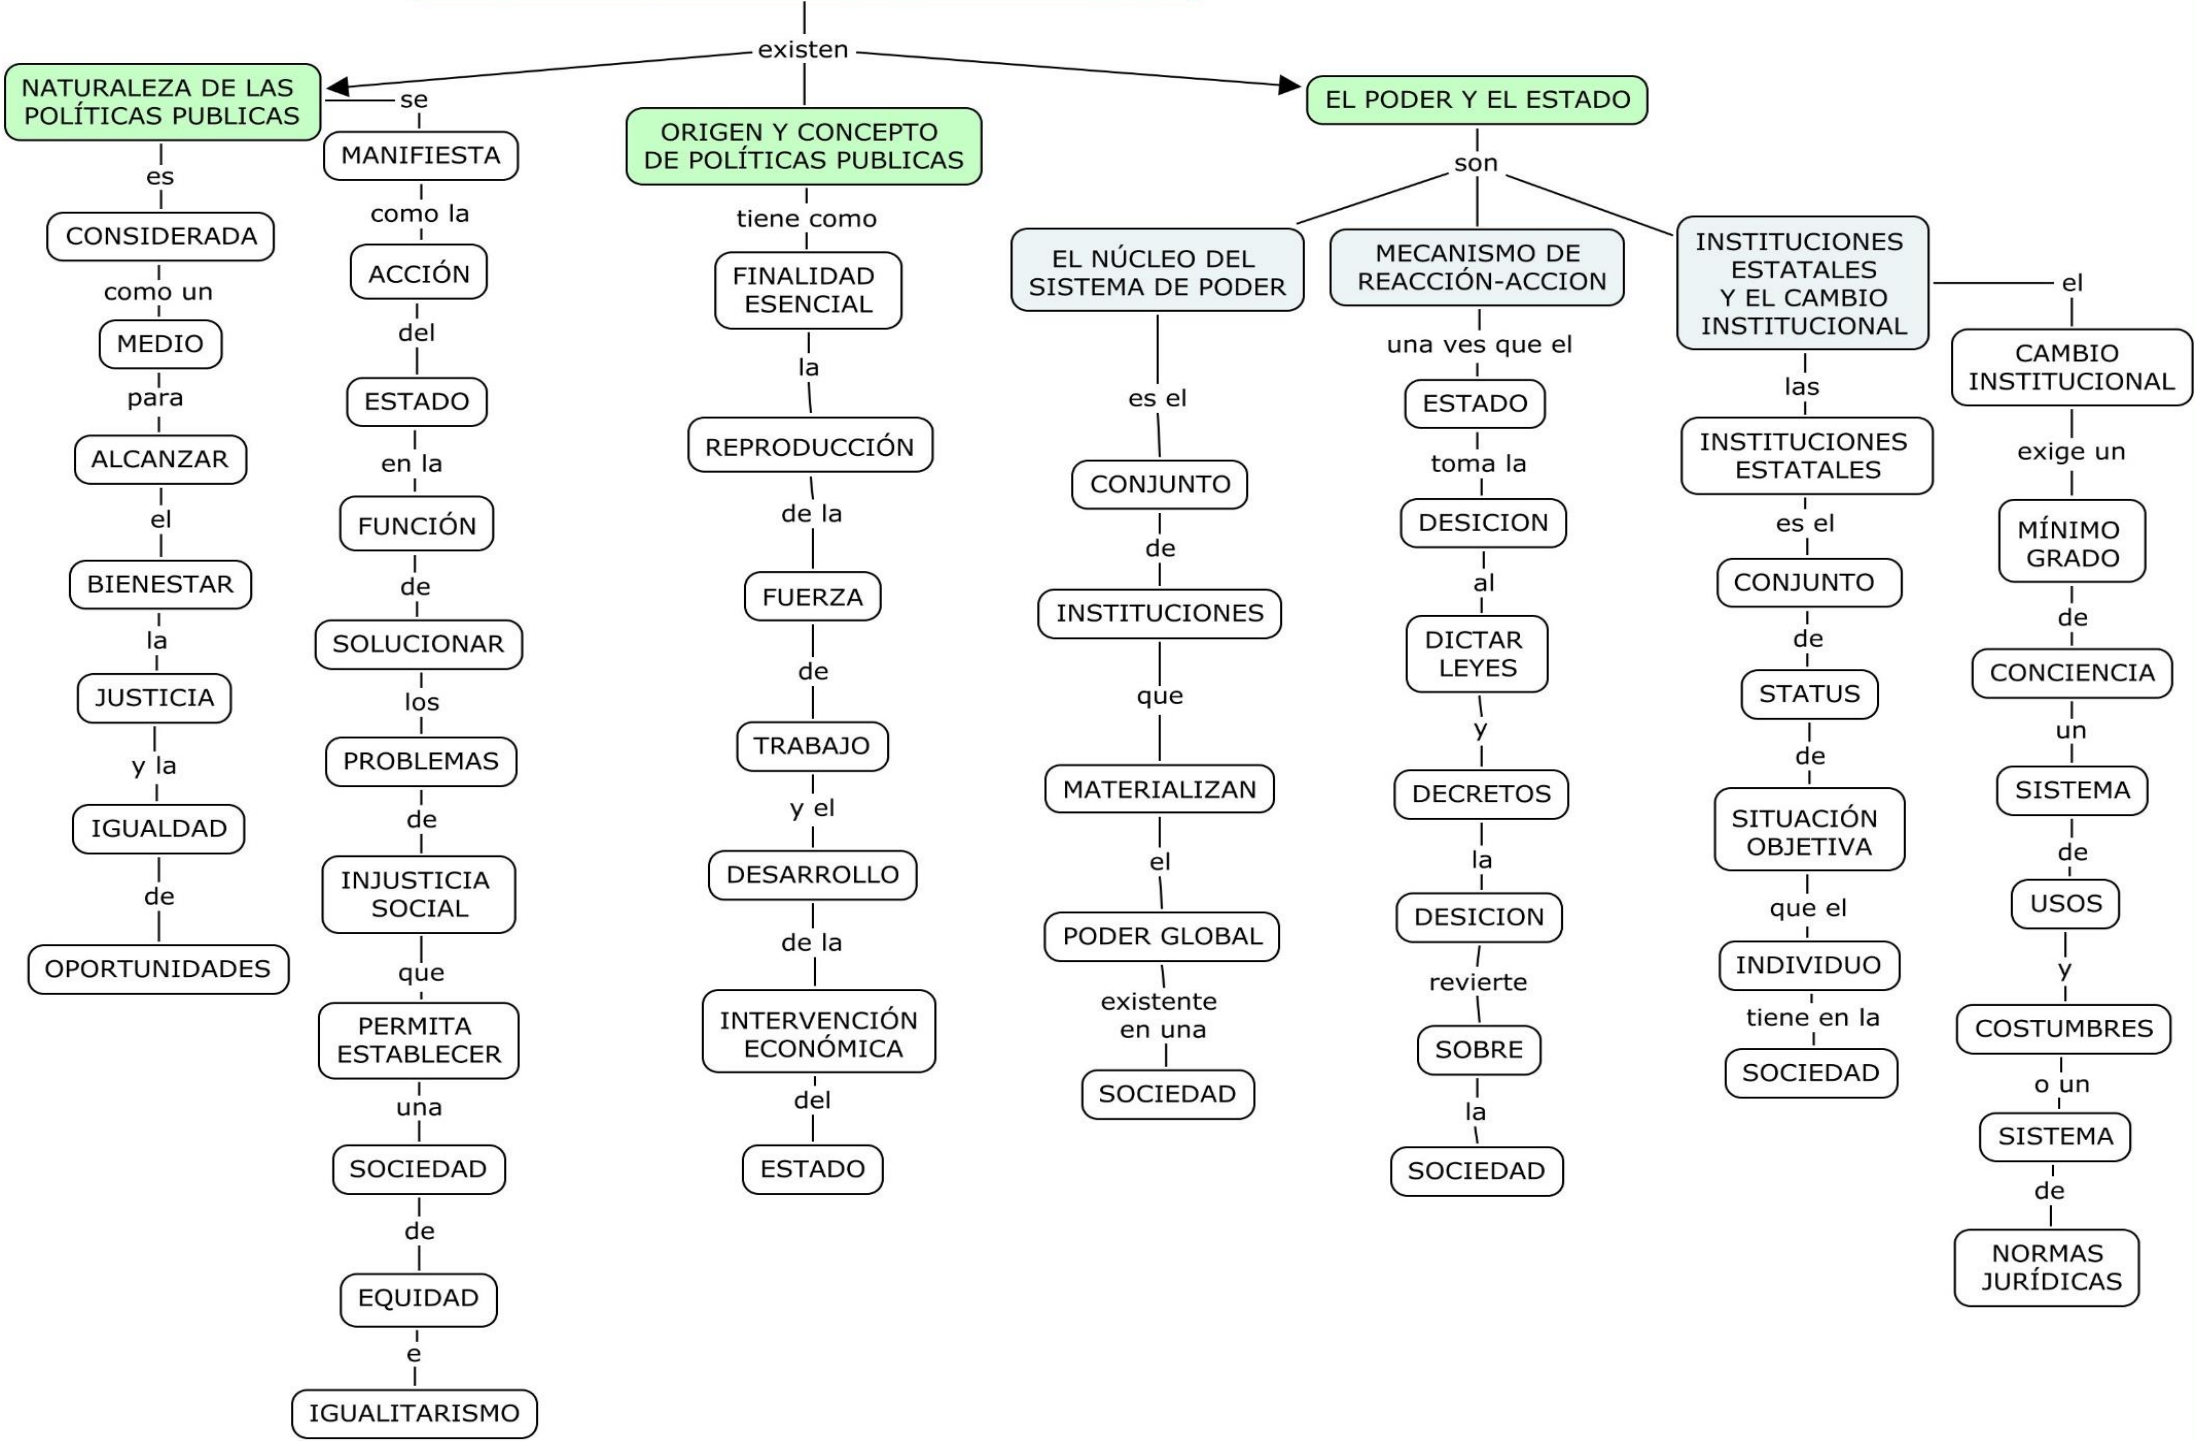 existen
NATURALEZA DE LAS
POLÍTICAS PUBLICAS
es
CONSIDERADA
como un
MEDIO
para
ALCANZAR
el
BIENESTAR
la
JUSTICIA
y la
IGUALDAD
de
OPORTUNIDADES
se
MANIFIESTA
como la
ACCIÓN
del
ESTADO
en la
FUNCIÓN
de
SOLUCIONAR
los
PROBLEMAS
de
INJUSTICIA
SOCIAL
que
PERMITA
ESTABLECER
una
SOCIEDAD
de
EQUIDAD
e
IGUALITARISMO
ORIGEN Y CONCEPTO
DE POLÍTICAS PUBLICAS
tiene como
FINALIDAD
ESENCIAL
la
REPRODUCCIÓN
de la
FUERZA
de
TRABAJO
y el
DESARROLLO
de la
INTERVENCIÓN
ECONÓMICA
del
ESTADO
EL PODER Y EL ESTADO
son
EL NÚCLEO DEL
SISTEMA DE PODER
es el
CONJUNTO
de
INSTITUCIONES
que
MATERIALIZAN
el
PODER GLOBAL
existente
en una
SOCIEDAD
MECANISMO DE
REACCIÓN-ACCION
una ves que el
ESTADO
toma la
DESICION
al
DICTAR
LEYES
y
DECRETOS
la
DESICION
revierte
SOBRE
la
SOCIEDAD
INSTITUCIONES
ESTATALES
Y EL CAMBIO
INSTITUCIONAL
las
INSTITUCIONES
ESTATALES
es el
CONJUNTO
de
STATUS
de
SITUACIÓN
OBJETIVA
que el
INDIVIDUO
tiene en la
SOCIEDAD
el
CAMBIO
INSTITUCIONAL
exige un
MÍNIMO
GRADO
de
CONCIENCIA
un
SISTEMA
de
USOS
y
COSTUMBRES
o un
SISTEMA
de
NORMAS
JURÍDICAS